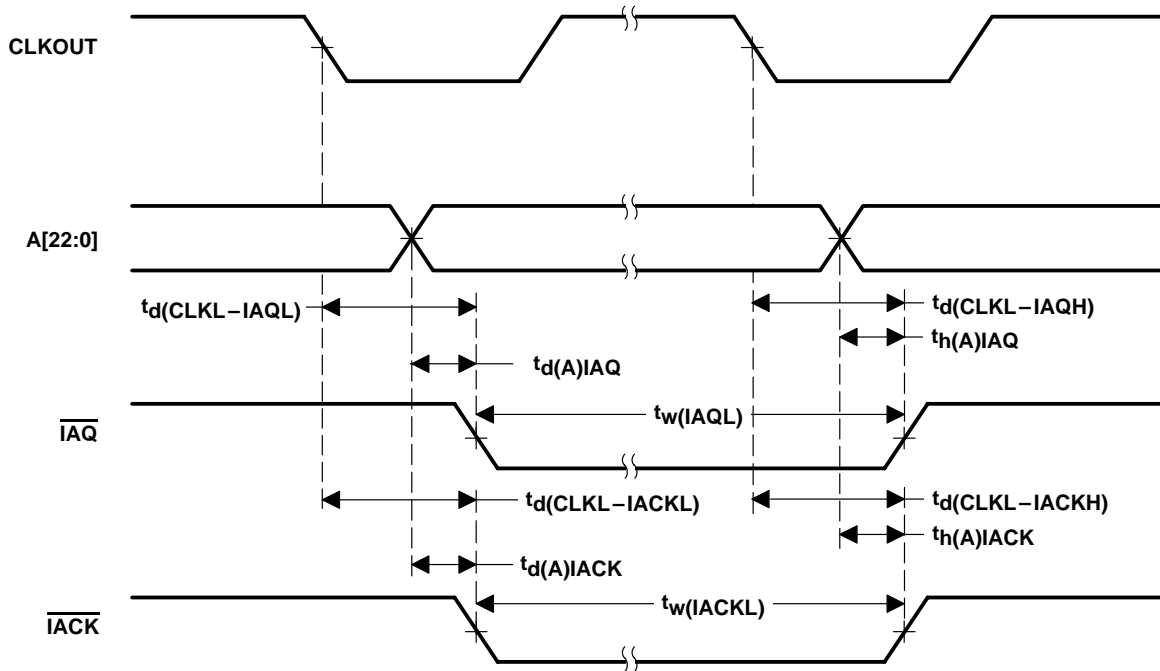 CLKOUT
A[22:0]
td(CLKL−IAQL)
td(CLKL−IAQH)
th(A)IAQ
td(A)IAQ
IAQ
tw(IAQL)
td(CLKL−IACKL)
td(CLKL−IACKH)
th(A)IACK
td(A)IACK
IACK
tw(IACKL)